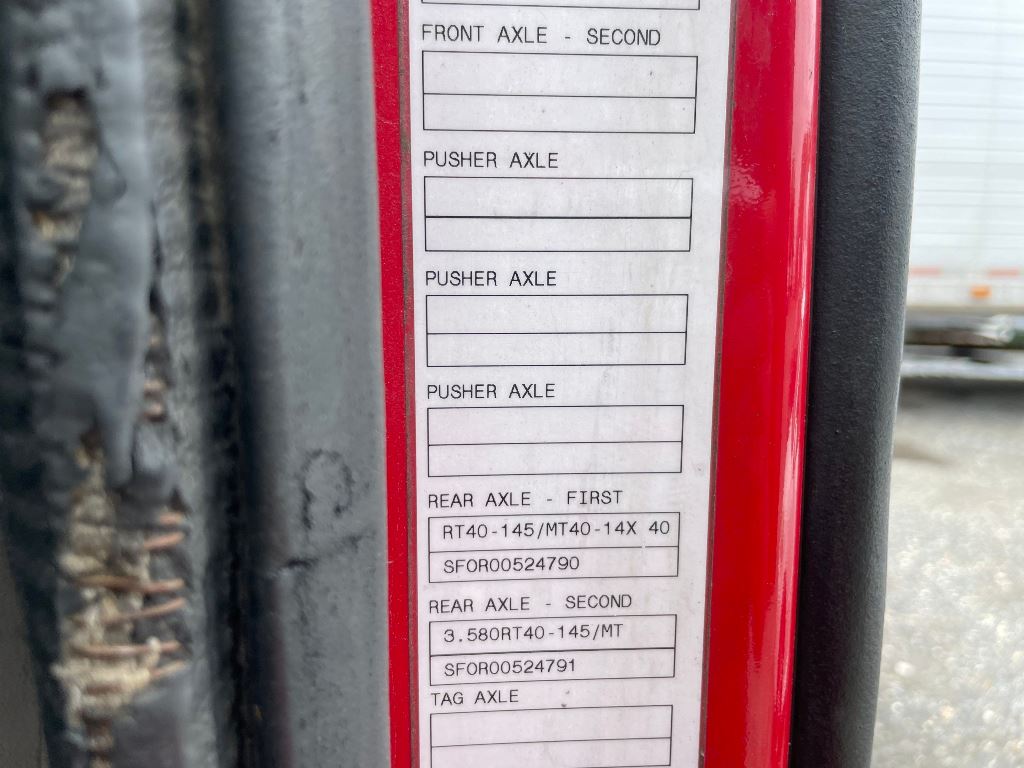 FRONT AXLE - SECOND
PUSHER AXLE
PUSHER AXLE
PUSHER AXLE
REAR AXLE - FIRST
RT40-145/MT40-14X 40
SFOR00524790
REAR AXLE - SECOND
3.580RT40-145/MT
SFOR00524791
TAG AXLE